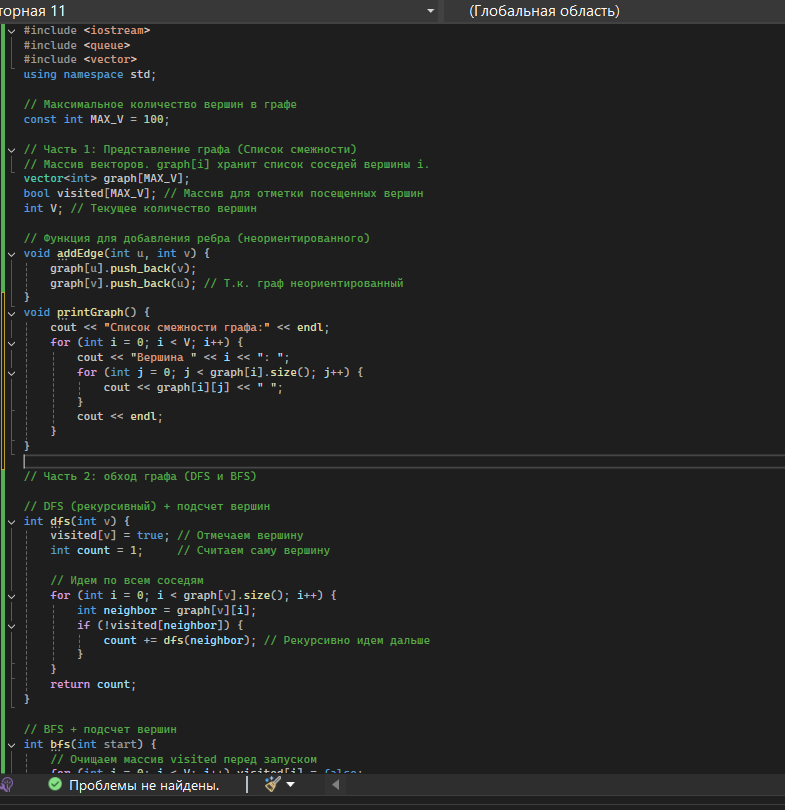 торная 11
(Глобальная область)
#include <iostream>
#include <queue>
#include <vector>
using namespace std;
// Максимальное количество вершин в графе
const int MAX_V = 100;
// Часть 1: Представление графа (Список смежности)
// Массив векторов. graph[i] хранит список соседей вершины i.
vector<int> graph[MAX_V];
bool visited[MAX_V]; // Массив для отметки посещенных вершин
int V; // Текущее количество вершин
// Функция для добавления ребра (неориентированного)
void addEdge(int u, int v) {
    graph[u].push_back(v);
    graph[v].push_back(u); // Т.к. граф неориентированный
}
void printGraph() {
    cout << "Список смежности графа:" << endl;
    for (int i = 0; i < V; i++) {
        cout << "Вершина " << i << ": ";
        for (int j = 0; j < graph[i].size(); j++) {
            cout << graph[i][j] << " ";
        }
        cout << endl;
    }
}
// Часть 2: обход графа (DFS и BFS)
// DFS (рекурсивный) + подсчет вершин
int dfs(int v) {
    visited[v] = true; // Отмечаем вершину
    int count = 1;     // Считаем саму вершину
    // Идем по всем соседям
    for (int i = 0; i < graph[v].size(); i++) {
        int neighbor = graph[v][i];
        if (!visited[neighbor]) {
            count += dfs(neighbor); // Рекурсивно идем дальше
        }
    }
    return count;
}
// BFS + подсчет вершин
int bfs(int start) {
    // Очищаем массив visited перед запуском
    for (int i = 0; i < V; i++) visited[i] = false;
Проблемы не найдены.